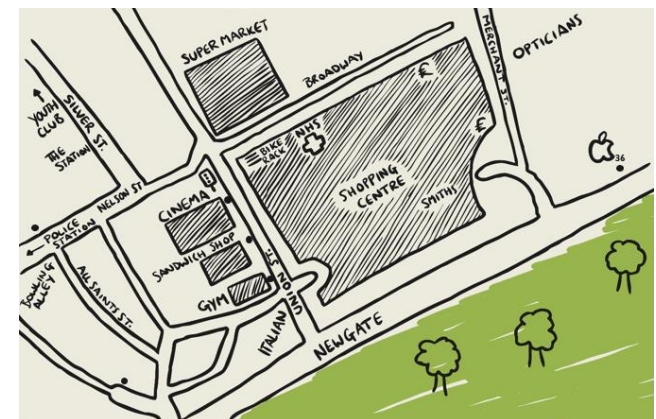 SUPER MARKET
BROADWAY
MERCHANT ST.
OPTICIANS
YOUTH
CLUB
SILVER ST.
THE STATION
£
£
BIKE
RACK
NHS
36
NELSON ST
CINEMA
SHOPPING
CENTRE
SMITHS
POLICE
STATION
SANDWICH SHOP
UNION ST.
BOWLING
ALLEY
ALL SAINTS ST.
GYM
ITALIAN
NEWGATE